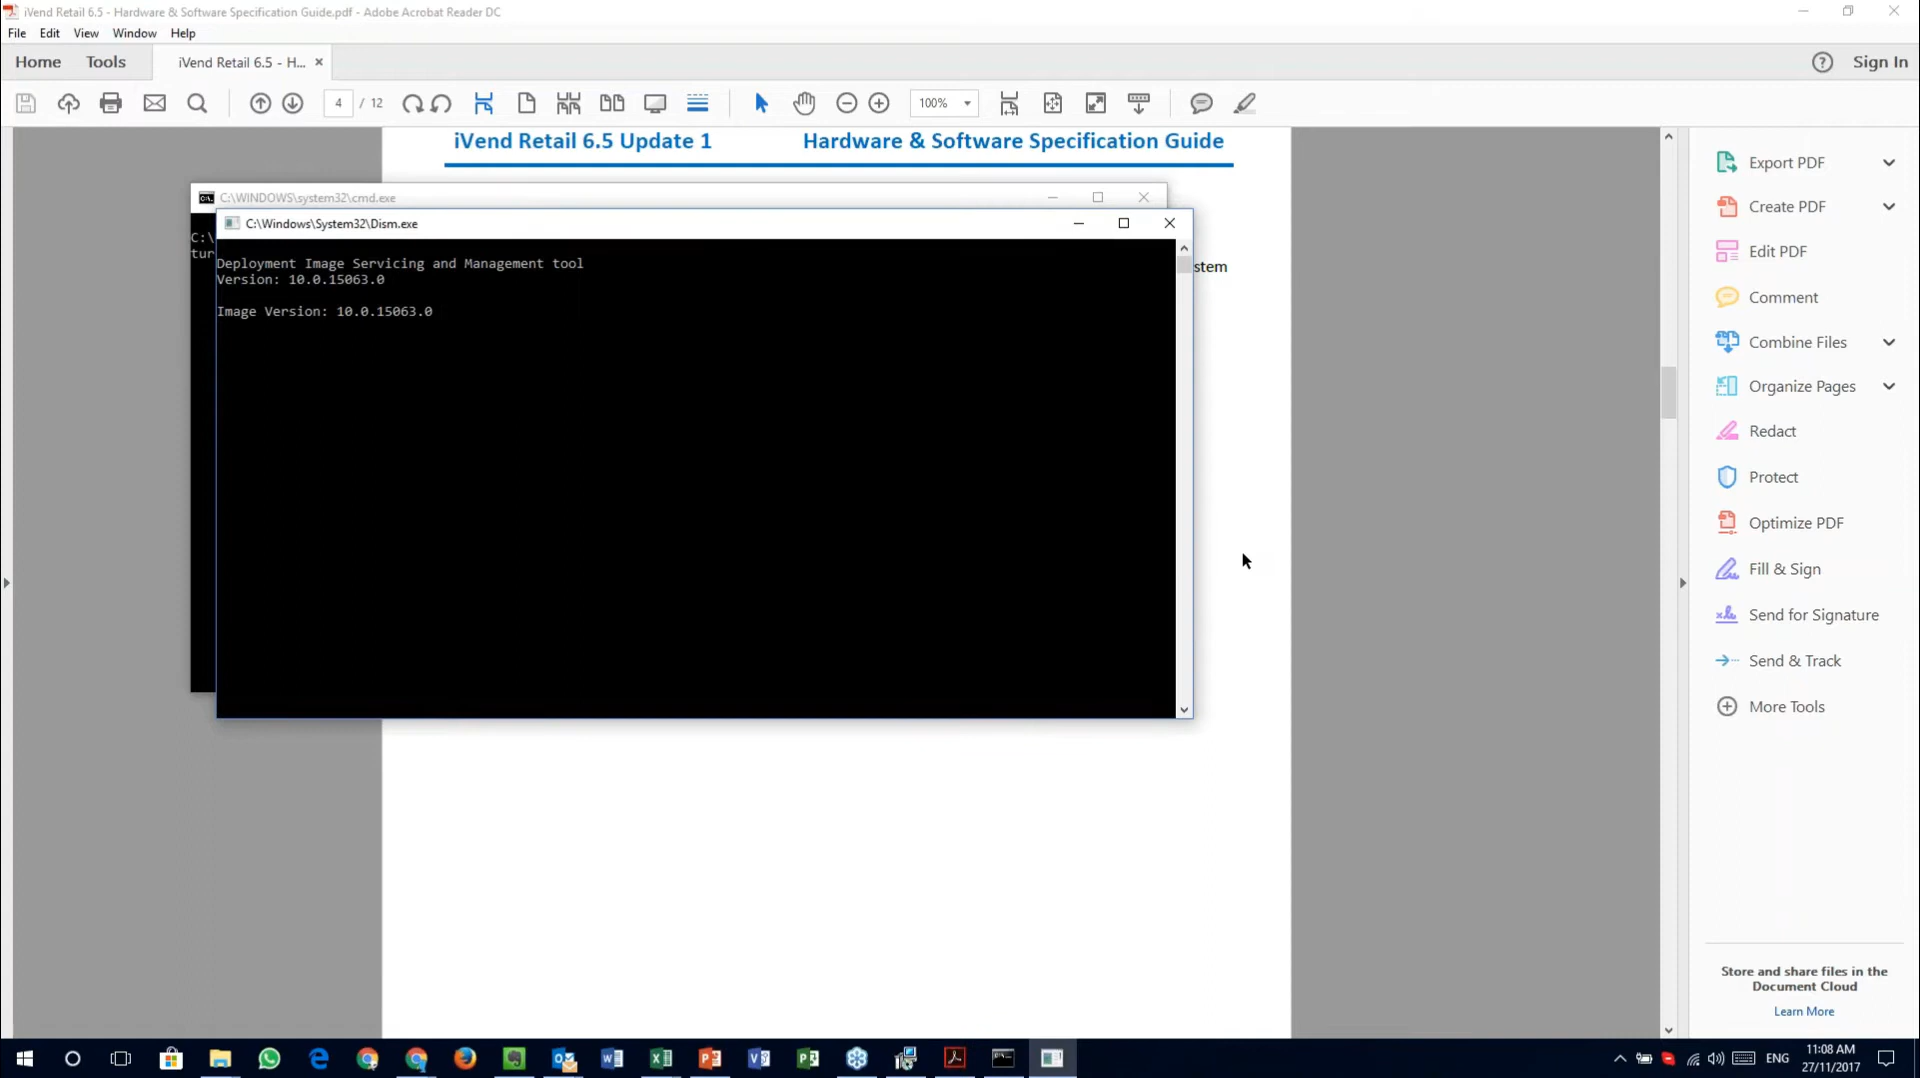 iVend Retail 6.5 - Hardware & Software Specification Guide.pdf - Adobe Acrobat Reader DC
File Edit View Window Help
Home Tools iVend Retail 6.5 - H... Sign In
4 / 12 100%
iVend Retail 6.5 Update 1 Hardware & Software Specification Guide
C:\WINDOWS\system32\cmd.exe
C:\Windows\System32\Dism.exe
C:\
tur
Deployment Image Servicing and Management tool
Version: 10.0.15063.0
Image Version: 10.0.15063.0
stem
Export PDF
Create PDF
Edit PDF
Comment
Combine Files
Organize Pages
Redact
Protect
Optimize PDF
Fill & Sign
Send for Signature
Send & Track
More Tools
Store and share files in the
Document Cloud
Learn More
ENG
11:08 AM
27/11/2017